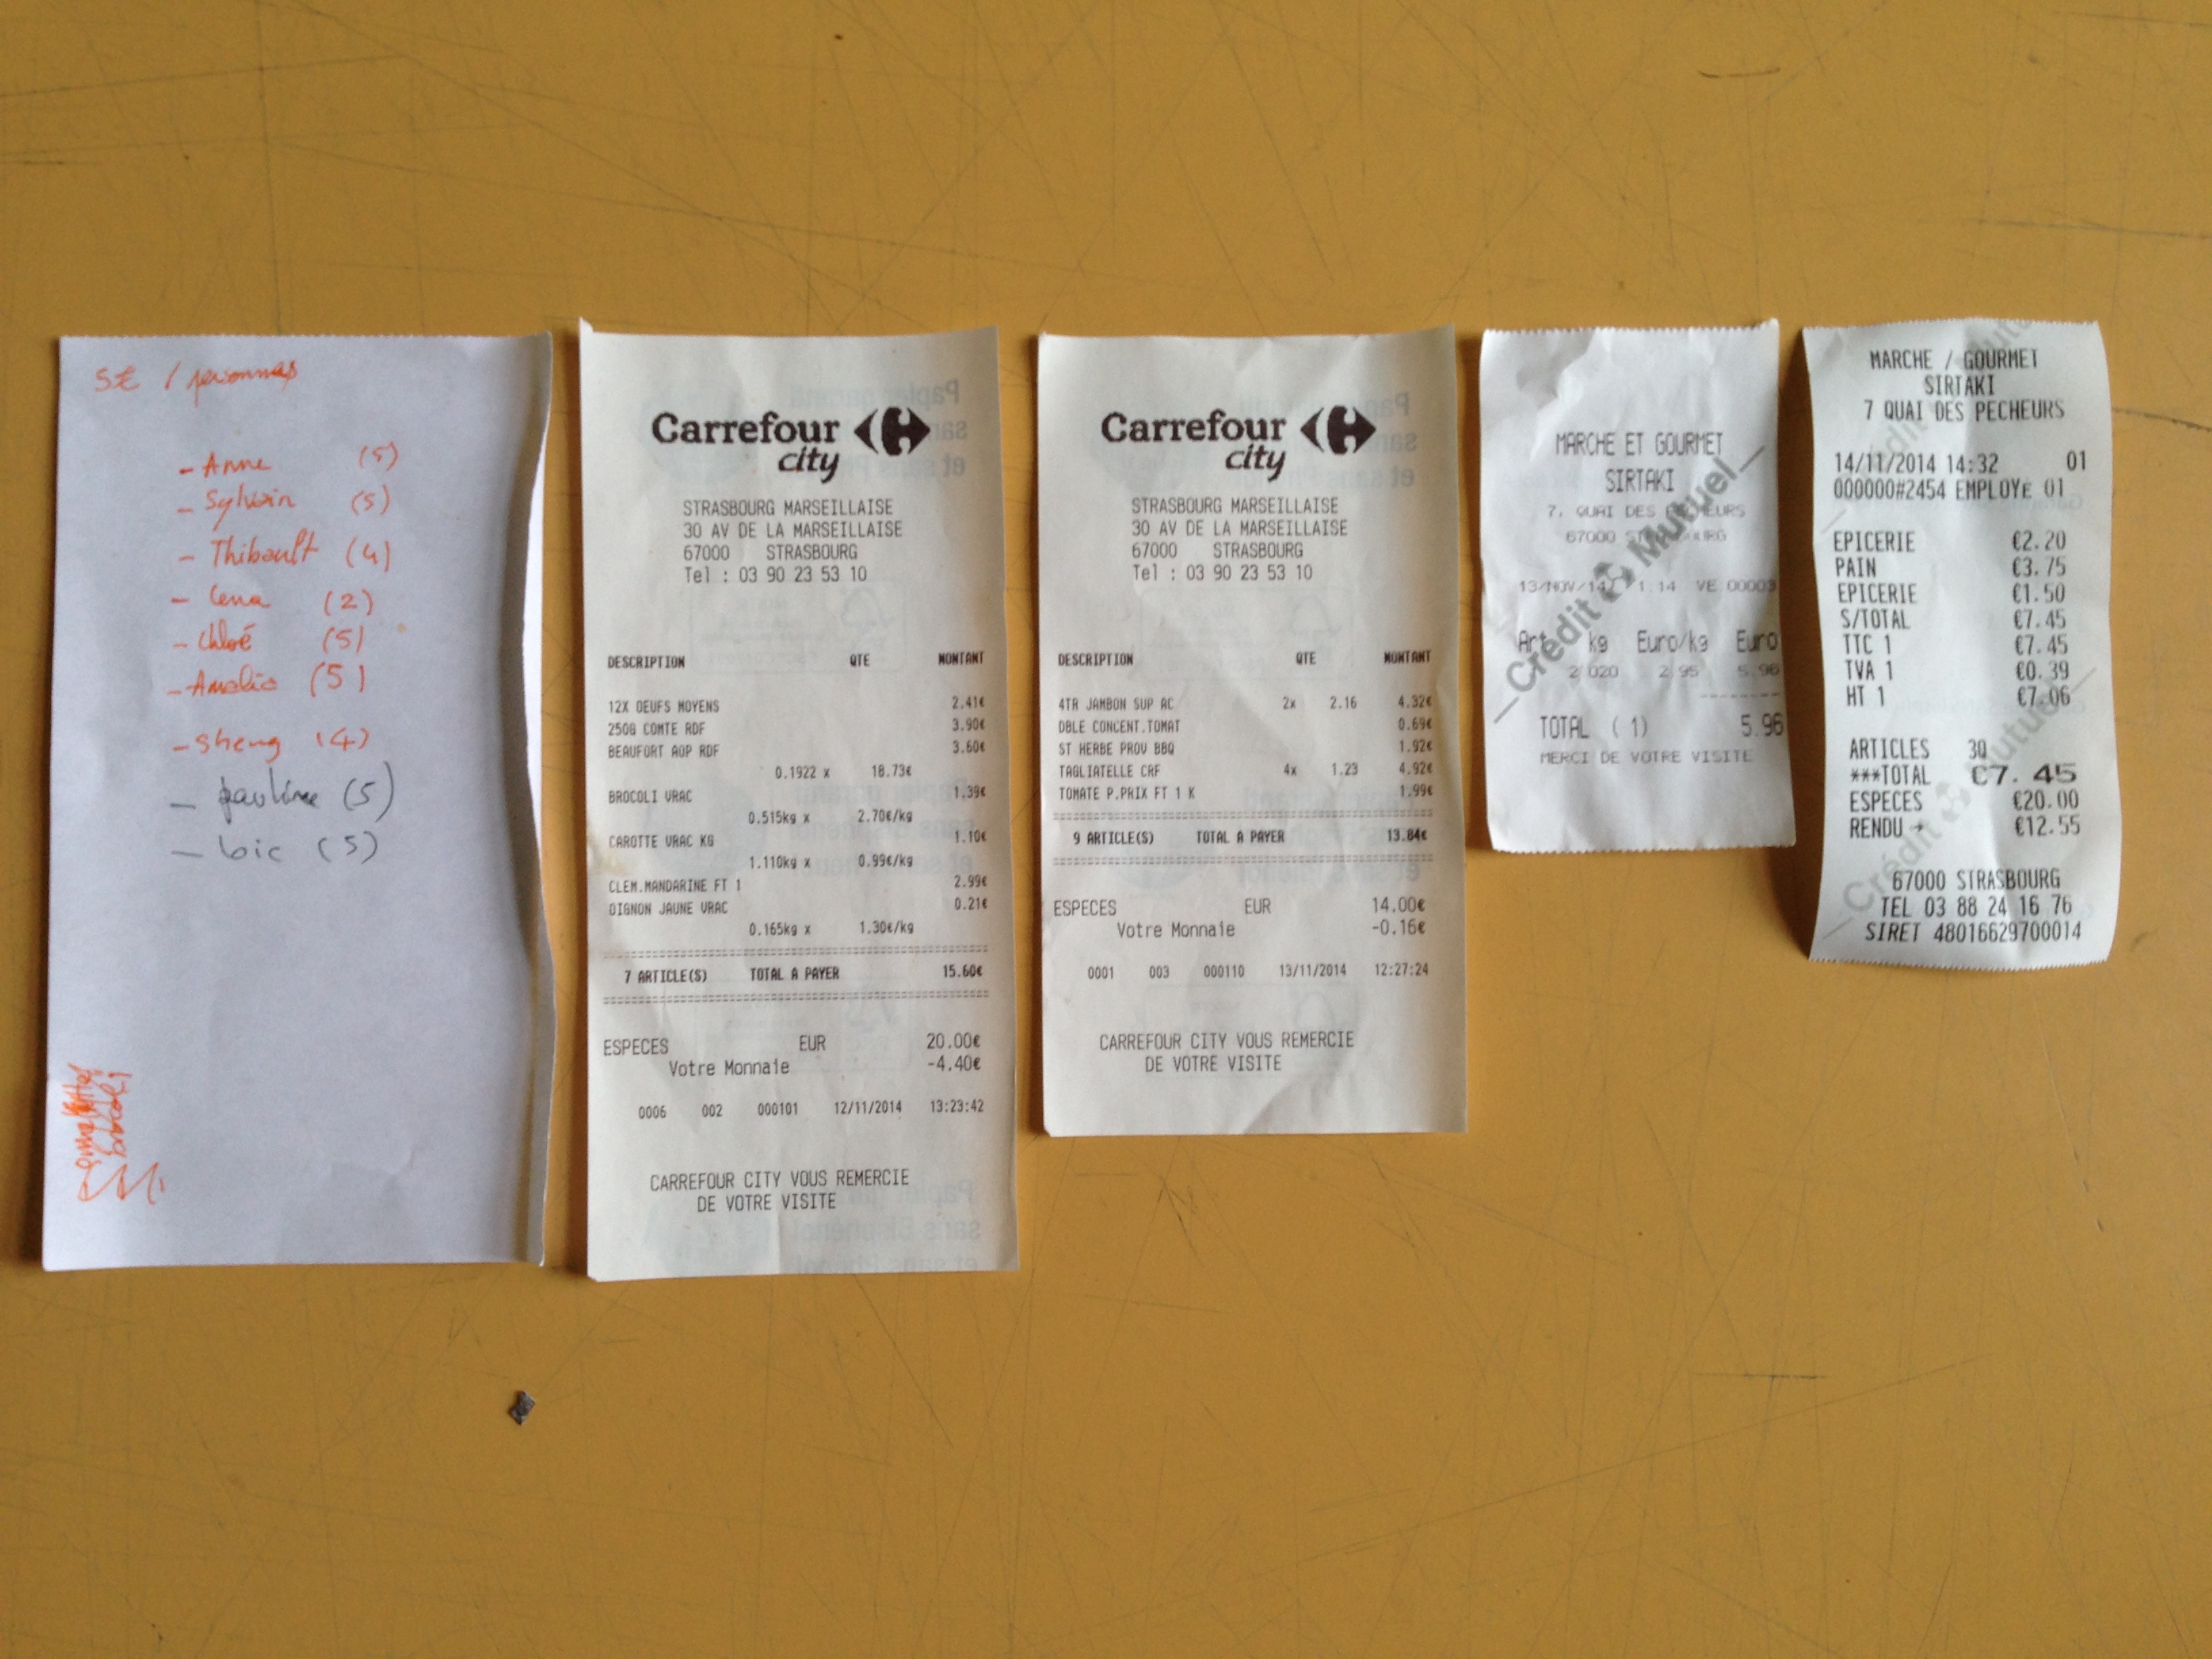 5€ / personnes
- Anne (5)
- Sylvain (5)
- Thibault (4)
- Lena (2)
- Chloé (5)
- Amelie (5)
- Sheng (4)
- pauline (5)
- loic (5)
brocoli
Carrefour
city
STRASBOURG MARSEILLAISE
30 AV DE LA MARSEILLAISE
67000 STRASBOURG
Tel : 03 90 23 53 10
DESCRIPTION QTE MONTANT
12X OEUFS MOYENS 2.41€
250G COMTE RDF 3.90€
BEAUFORT AOP RDF 3.60€
0.1922 x 18.73€
BROCOLI VRAC 1.39€
0.515kg x 2.70€/kg
CAROTTE VRAC KG 1.10€
1.110kg x 0.99€/kg
CLEM.MANDARINE FT 1 2.99€
OIGNON JAUNE VRAC 0.21€
0.165kg x 1.30€/kg
7 ARTICLE(S) TOTAL A PAYER 15.60€
ESPECES EUR 20.00€
Votre Monnaie -4.40€
0006 002 000101 12/11/2014 13:23:42
CARREFOUR CITY VOUS REMERCIE
DE VOTRE VISITE
Carrefour
city
STRASBOURG MARSEILLAISE
30 AV DE LA MARSEILLAISE
67000 STRASBOURG
Tel : 03 90 23 53 10
DESCRIPTION QTE MONTANT
4TR JAMBON SUP AC 2x 2.16 4.32€
DBLE CONCENT.TOMAT 0.69€
ST HERBE PROV BBQ 1.92€
TAGLIATELLE CRF 4x 1.23 4.92€
TOMATE P.PRIX FT 1 K 1.99€
9 ARTICLE(S) TOTAL A PAYER 13.84€
ESPECES EUR 14.00€
Votre Monnaie -0.16€
0001 003 000110 13/11/2014 12:27:24
CARREFOUR CITY VOUS REMERCIE
DE VOTRE VISITE
MARCHE ET GOURMET
SIRTAKI
7. QUAI DES PECHEURS
67000 STRASBOURG
13/NOV/14 VE 00003
Art kg Euro/kg Euro
2 020 2 95 5.96
TOTAL (1) 5.96
MERCI DE VOTRE VISITE
Crédit Mutuel
MARCHE / GOURMET
SIRTAKI
7 QUAI DES PECHEURS
14/11/2014 14:32 01
000000#2454 EMPLOYE 01
EPICERIE €2.20
PAIN €3.75
EPICERIE €1.50
S/TOTAL €7.45
TTC 1 €7.45
TVA 1 €0.39
HT 1 €7.06
ARTICLES 3Q
***TOTAL €7.45
ESPECES €20.00
RENDU → €12.55
67000 STRASBOURG
TEL 03 88 24 16 76
SIRET 48016629700014
Crédit Mutuel